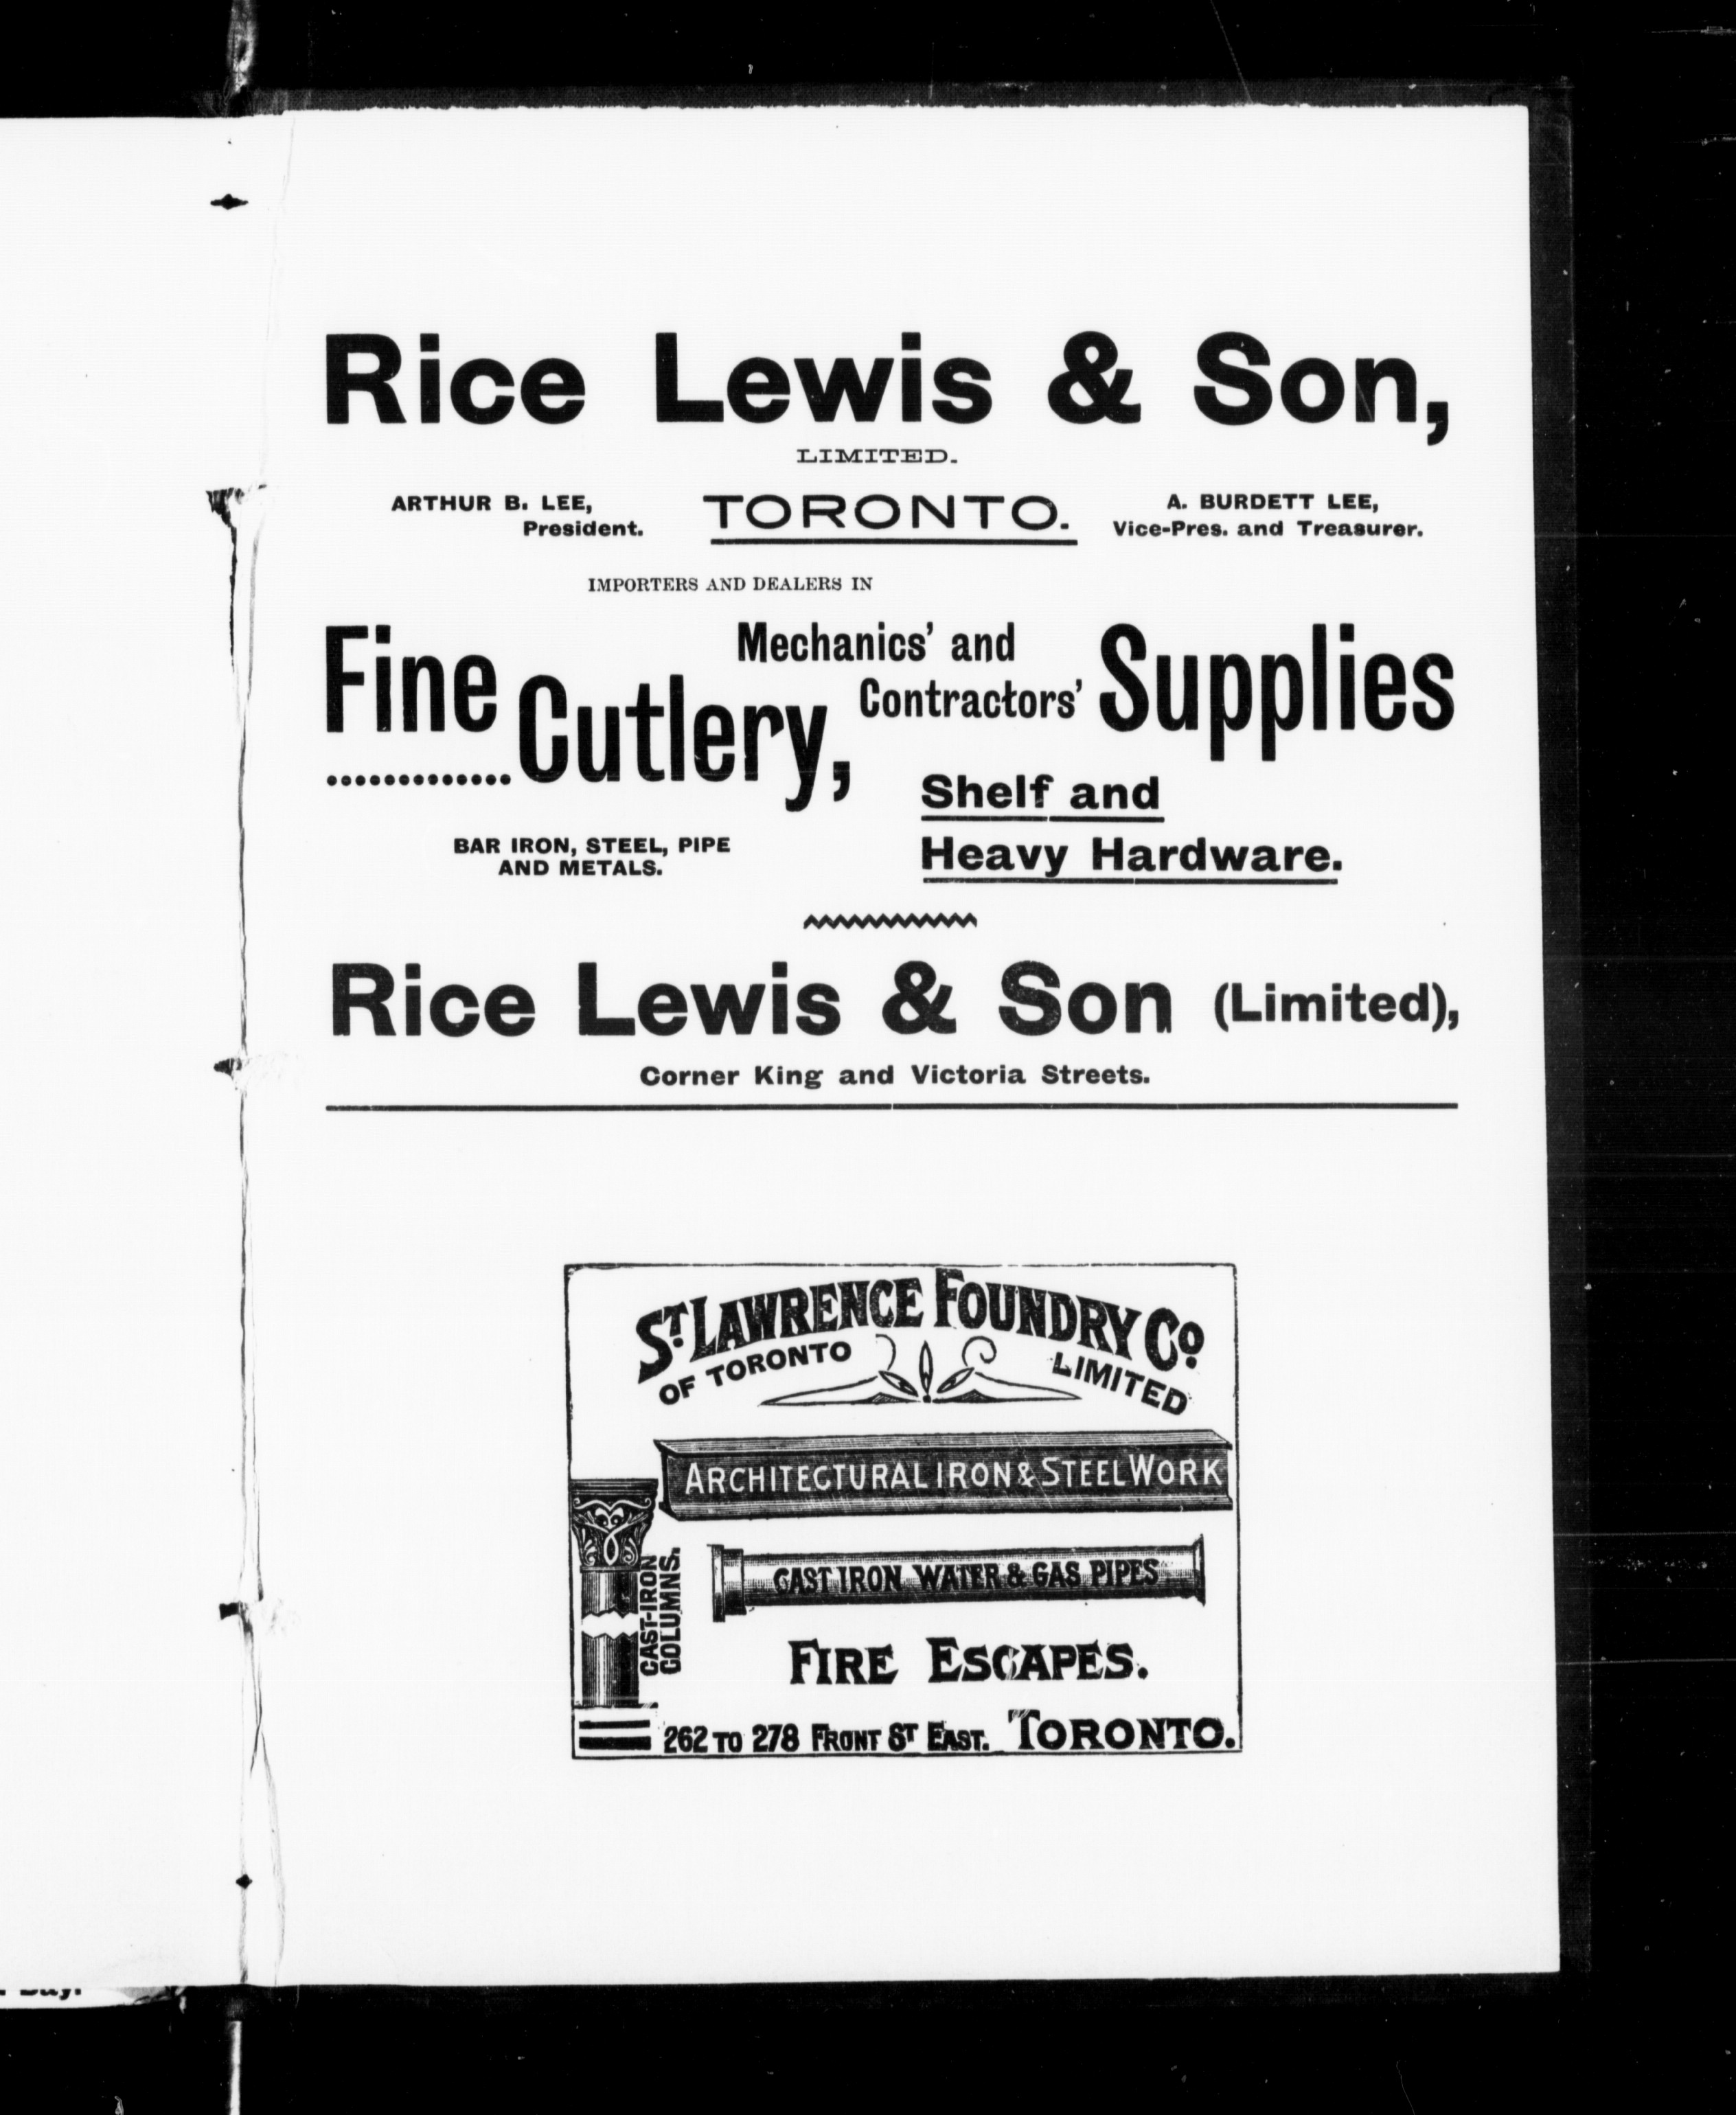 Rice Lewis & Son,
LIMITED.
ARTHUR B. LEE,
President.
TORONTO.
A. BURDETT LEE,
Vice-Pres. and Treasurer.
IMPORTERS AND DEALERS IN
Fine Cutlery,
Mechanics' and
Contractors' Supplies
Shelf and
Heavy Hardware.
BAR IRON, STEEL, PIPE
AND METALS.
Rice Lewis & Son (Limited),
Corner King and Victoria Streets.
ST. LAWRENCE FOUNDRY CO.
OF TORONTO LIMITED
ARCHITECTURAL IRON & STEEL WORK
CAST-IRON
COLUMNS.
CAST IRON WATER & GAS PIPES
FIRE ESCAPES.
262 TO 278 FRONT ST EAST. TORONTO.